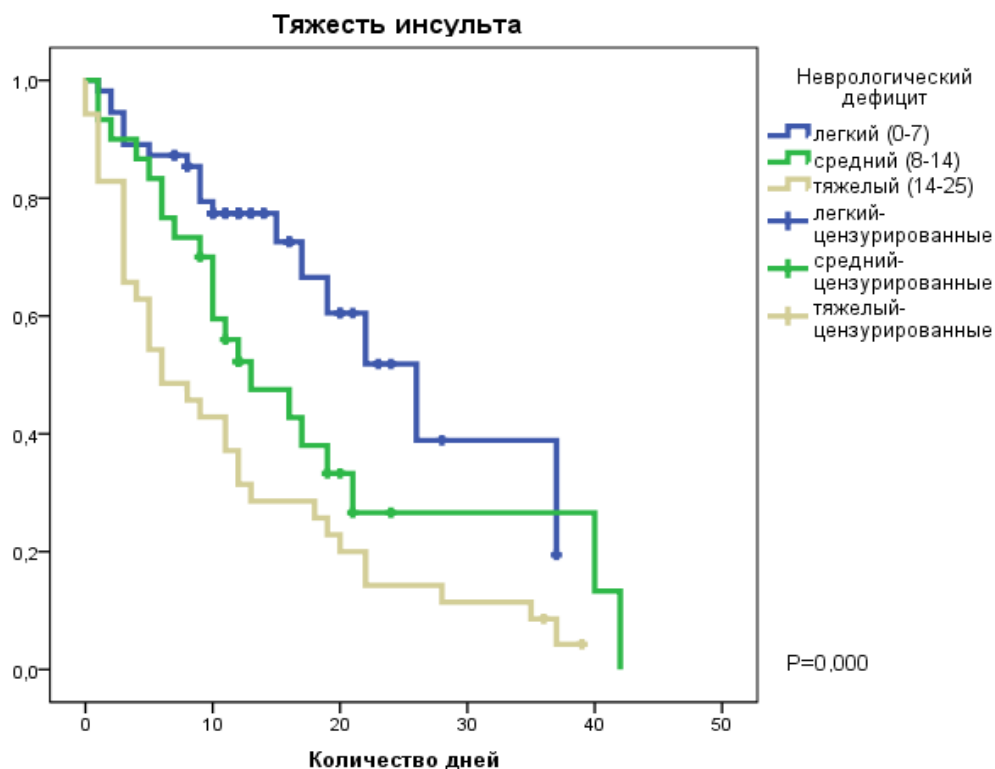 Тяжесть инсульта
1,0
0,8
0,6
0,4
0,2
0,0
0
10
20
30
40
50
Количество дней
Неврологический
дефицит
легкий (0-7)
средний (8-14)
тяжелый (14-25)
легкий-
цензурированные
средний-
цензурированные
тяжелый-
цензурированные
P=0,000